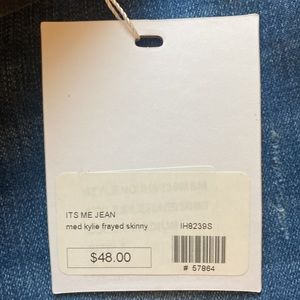 ITS ME JEAN
med kylie frayed skinny IH8239S
$48.00
# 57864